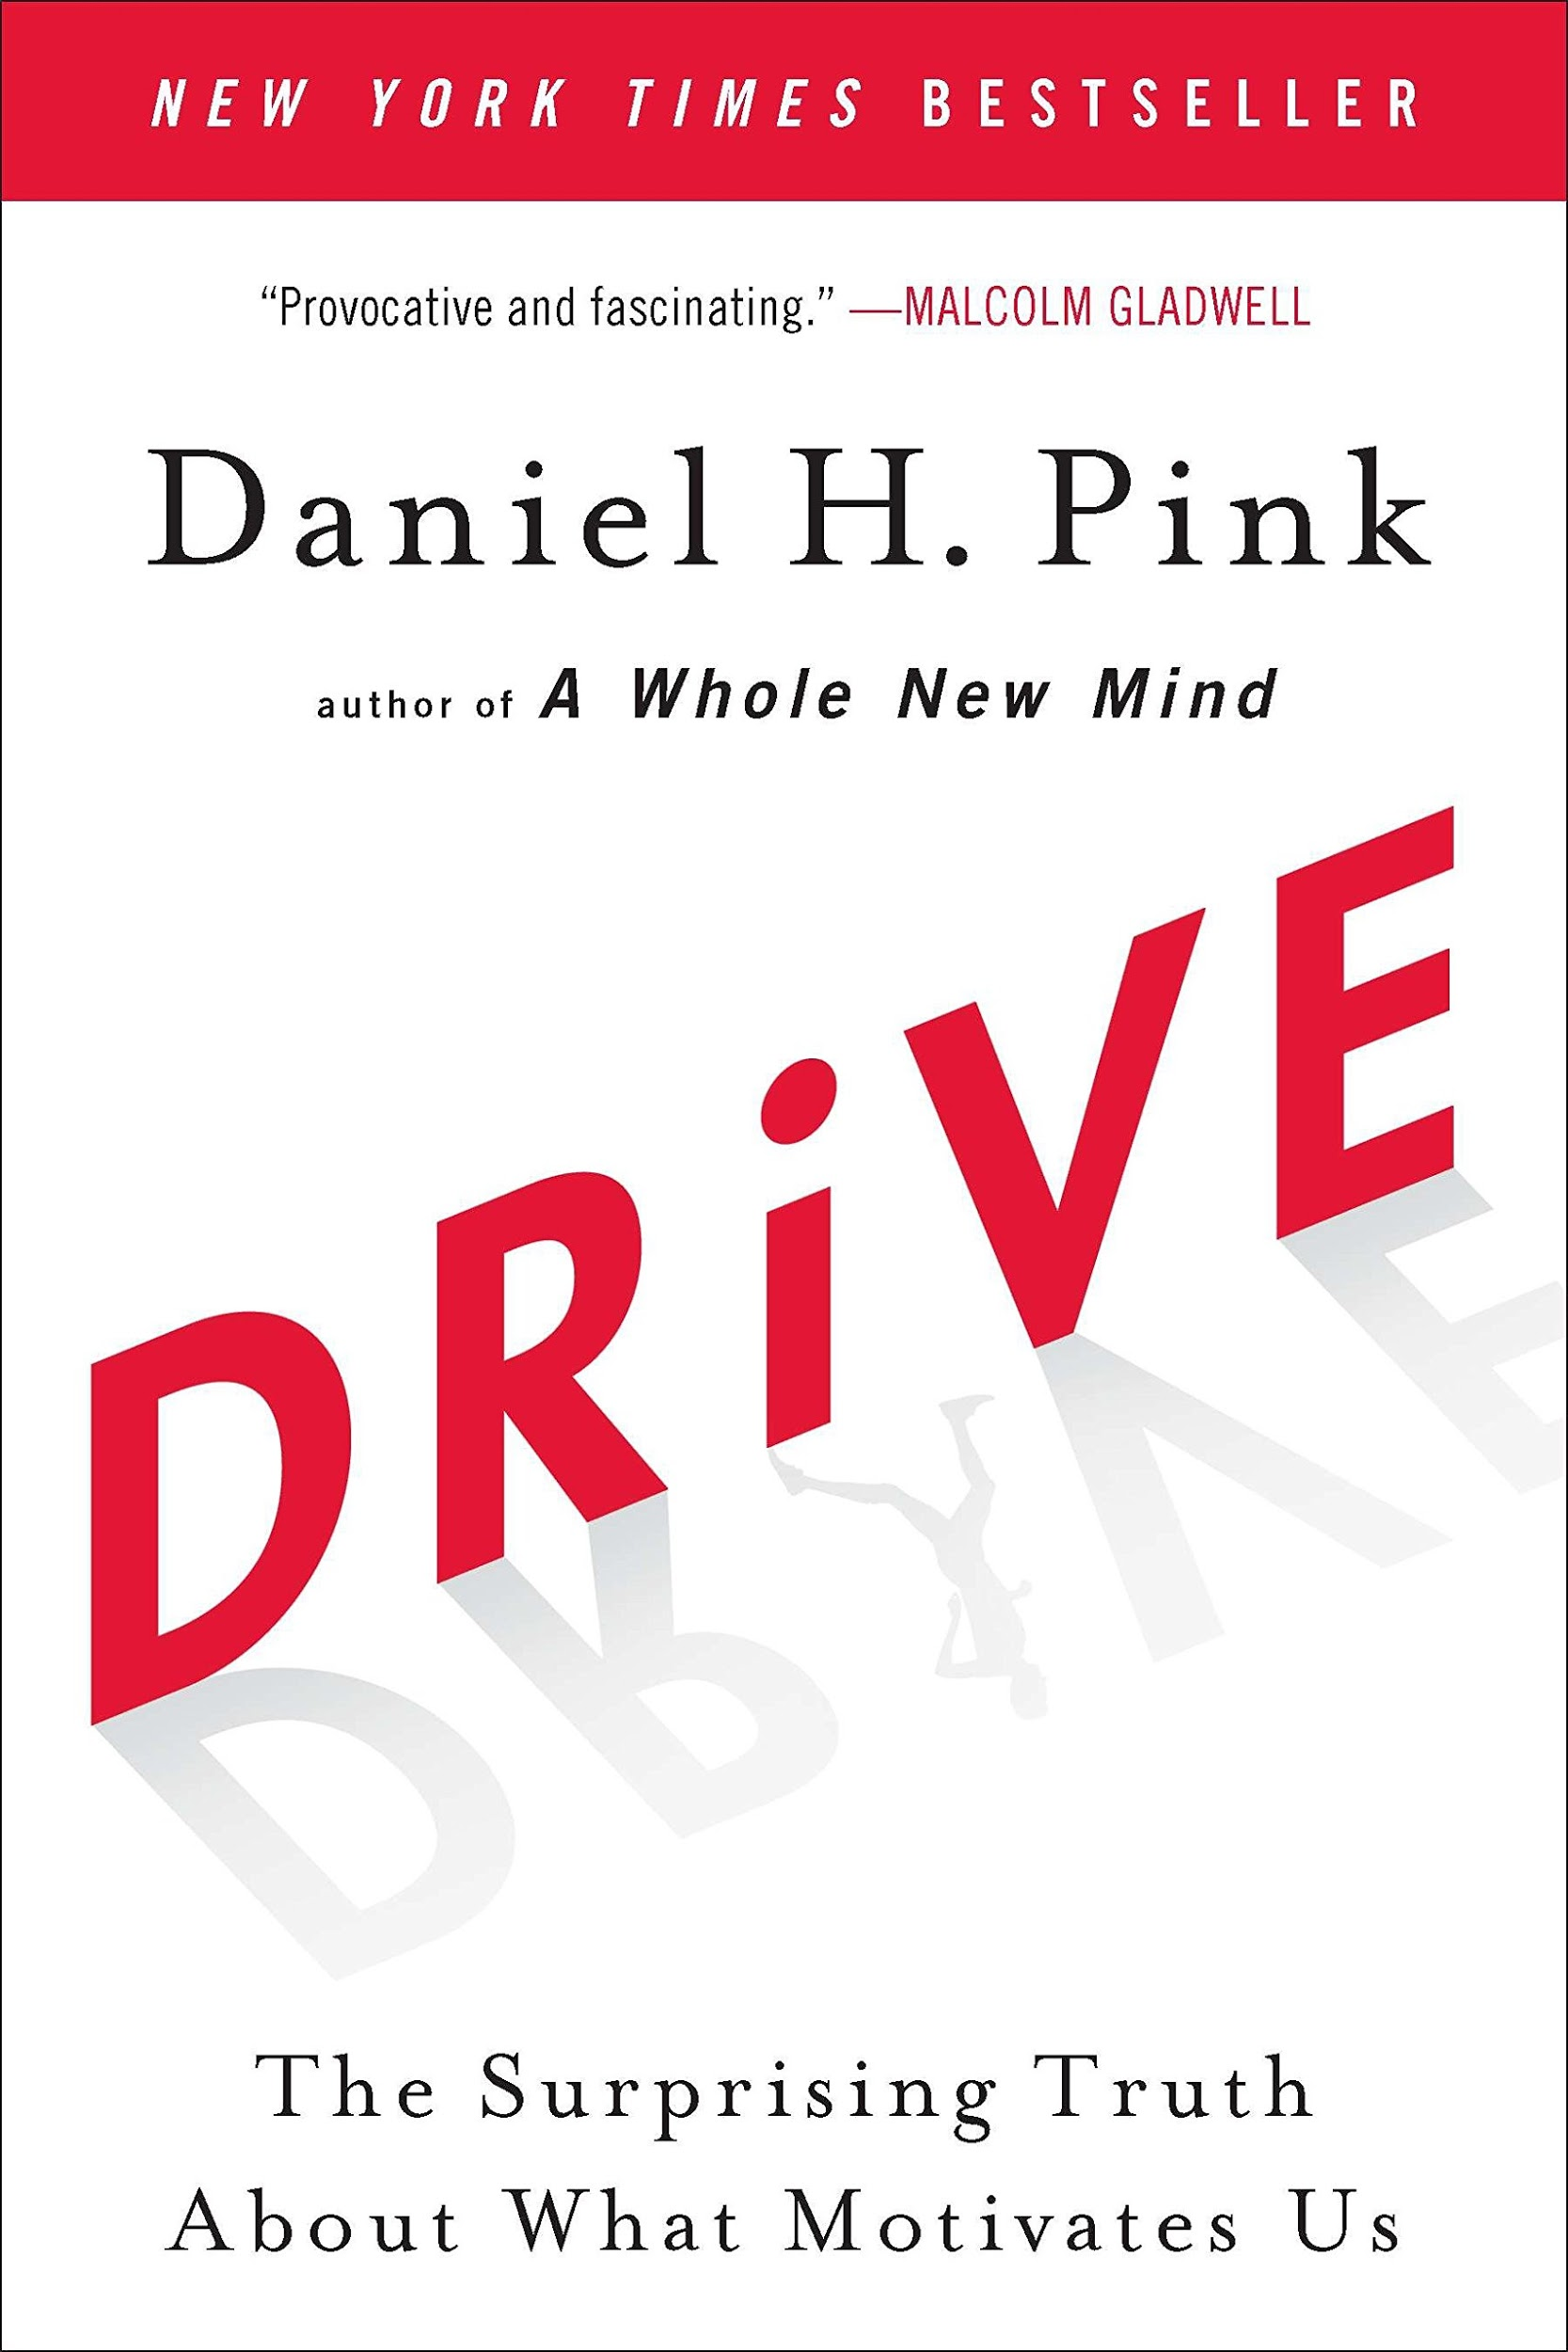 NEW YORK TIMES BESTSELLER
“Provocative and fascinating.” —MALCOLM GLADWELL
Daniel H. Pink
author of A Whole New Mind
DRiVE
The Surprising Truth
About What Motivates Us